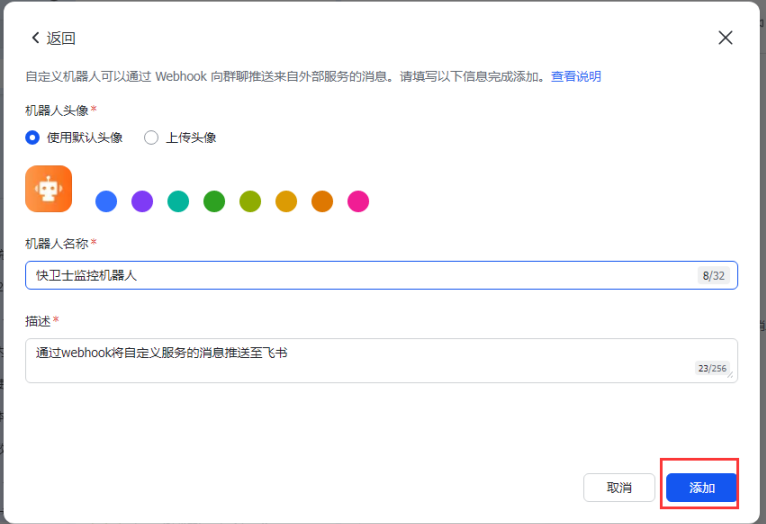 返回
自定义机器人可以通过 Webhook 向群聊推送来自外部服务的消息。请填写以下信息完成添加。查看说明
机器人头像*
使用默认头像 上传头像
机器人名称*
快卫士监控机器人 8/32
描述*
通过webhook将自定义服务的消息推送至飞书
23/256
取消 添加